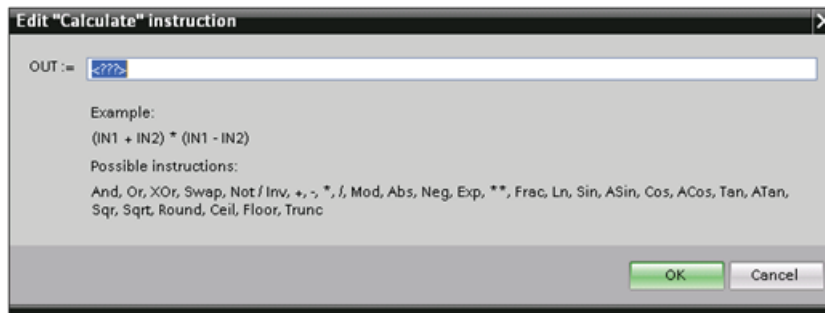 Edit "Calculate" instruction
OUT := <???>
Example:
(IN1 + IN2) * (IN1 - IN2)
Possible instructions:
And, Or, XOr, Swap, Not / Inv, +, -, *, /, Mod, Abs, Neg, Exp, **, Frac, Ln, Sin, ASin, Cos, ACos, Tan, ATan,
Sqr, Sqrt, Round, Ceil, Floor, Trunc
OK Cancel